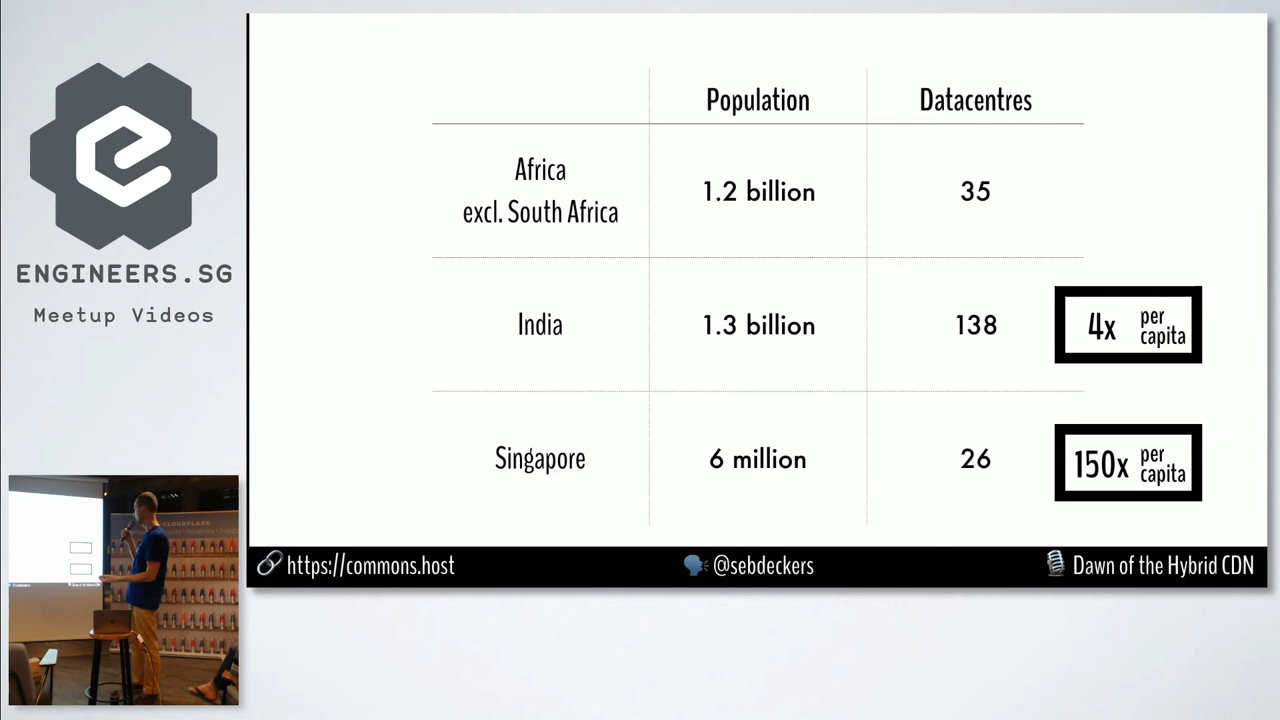 ENGINEERS.SG
Meetup Videos
Population
Datacentres
Africa
excl. South Africa
1.2 billion
35
India
1.3 billion
138
4x
per
capita
Singapore
6 million
26
150x
per
capita
https://commons.host
@sebdeckers
Dawn of the Hybrid CDN
CLOUDFLARE